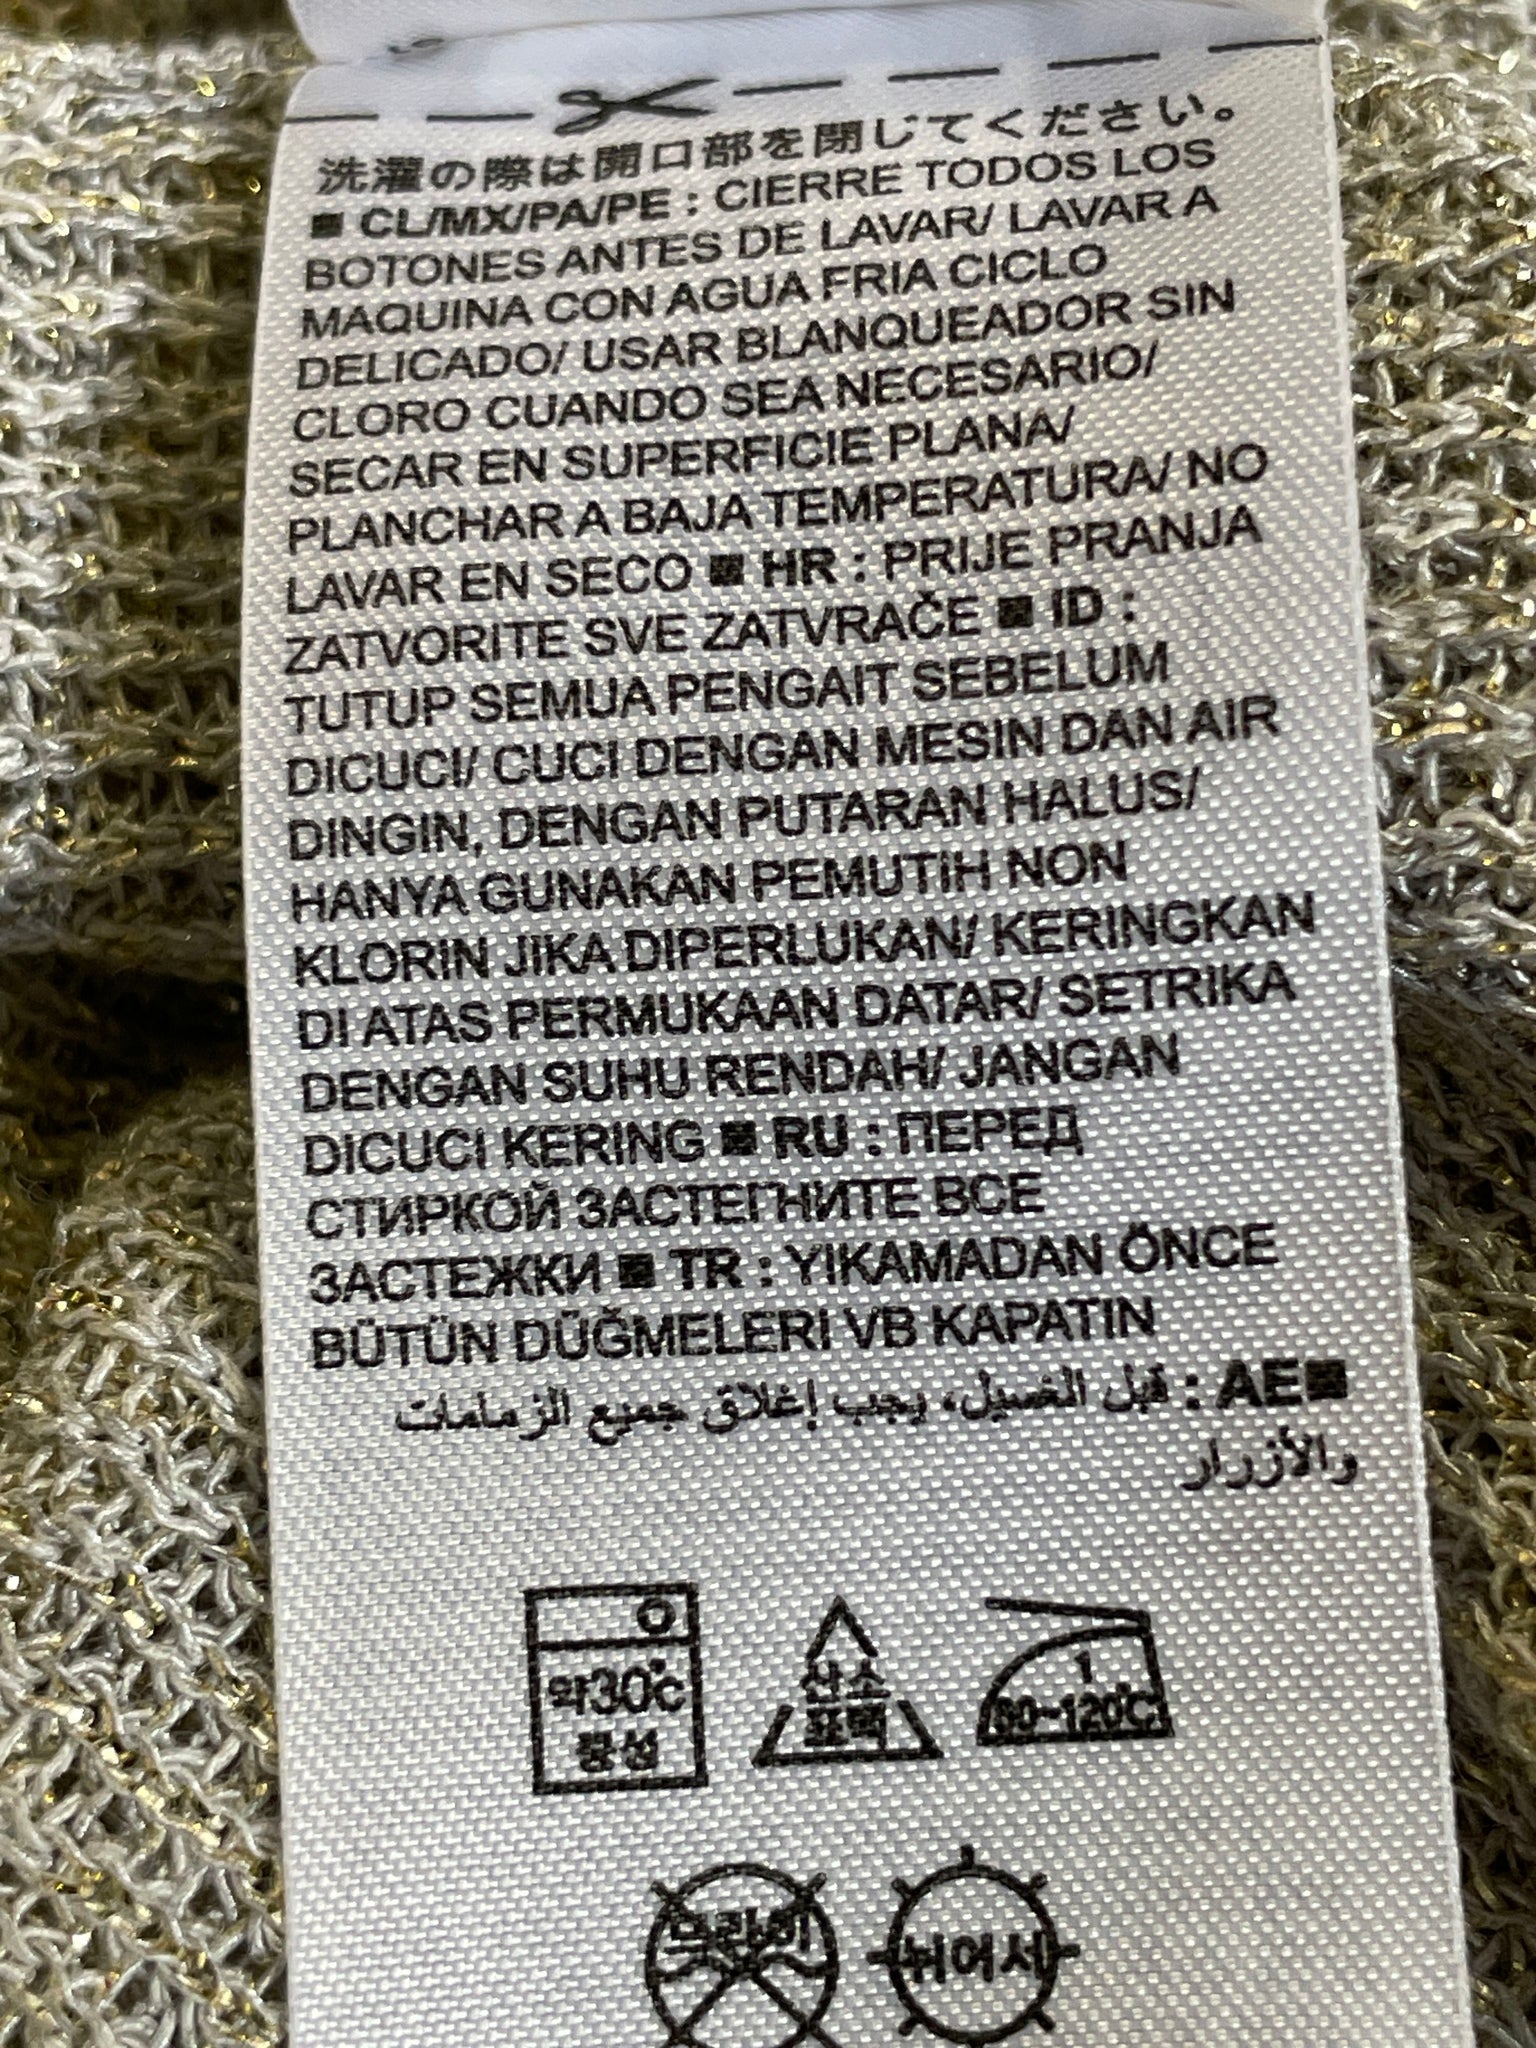 洗濯の際は開口部を閉じてください。
■ CL/MX/PA/PE : CIERRE TODOS LOS
BOTONES ANTES DE LAVAR/ LAVAR A
MAQUINA CON AGUA FRIA CICLO
DELICADO/ USAR BLANQUEADOR SIN
CLORO CUANDO SEA NECESARIO/
SECAR EN SUPERFICIE PLANA/
PLANCHAR A BAJA TEMPERATURA/ NO
LAVAR EN SECO ■ HR : PRIJE PRANJA
ZATVORITE SVE ZATVRAČE ■ ID :
TUTUP SEMUA PENGAIT SEBELUM
DICUCI/ CUCI DENGAN MESIN DAN AIR
DINGIN, DENGAN PUTARAN HALUS/
HANYA GUNAKAN PEMUTIH NON
KLORIN JIKA DIPERLUKAN/ KERINGKAN
DI ATAS PERMUKAAN DATAR/ SETRIKA
DENGAN SUHU RENDAH/ JANGAN
DICUCI KERING ■ RU : ПЕРЕД
СТИРКОЙ ЗАСТЕГНИТЕ ВСЕ
ЗАСТЕЖКИ ■ TR : YIKAMADAN ÖNCE
BÜTÜN DÜĞMELERI VB KAPATIN
■AE : قبل الغسيل، يجب إغلاق جميع الزمامات
والأزرار
약30℃
중성
산소
표백
1
80~120℃
드라이
뉘어서